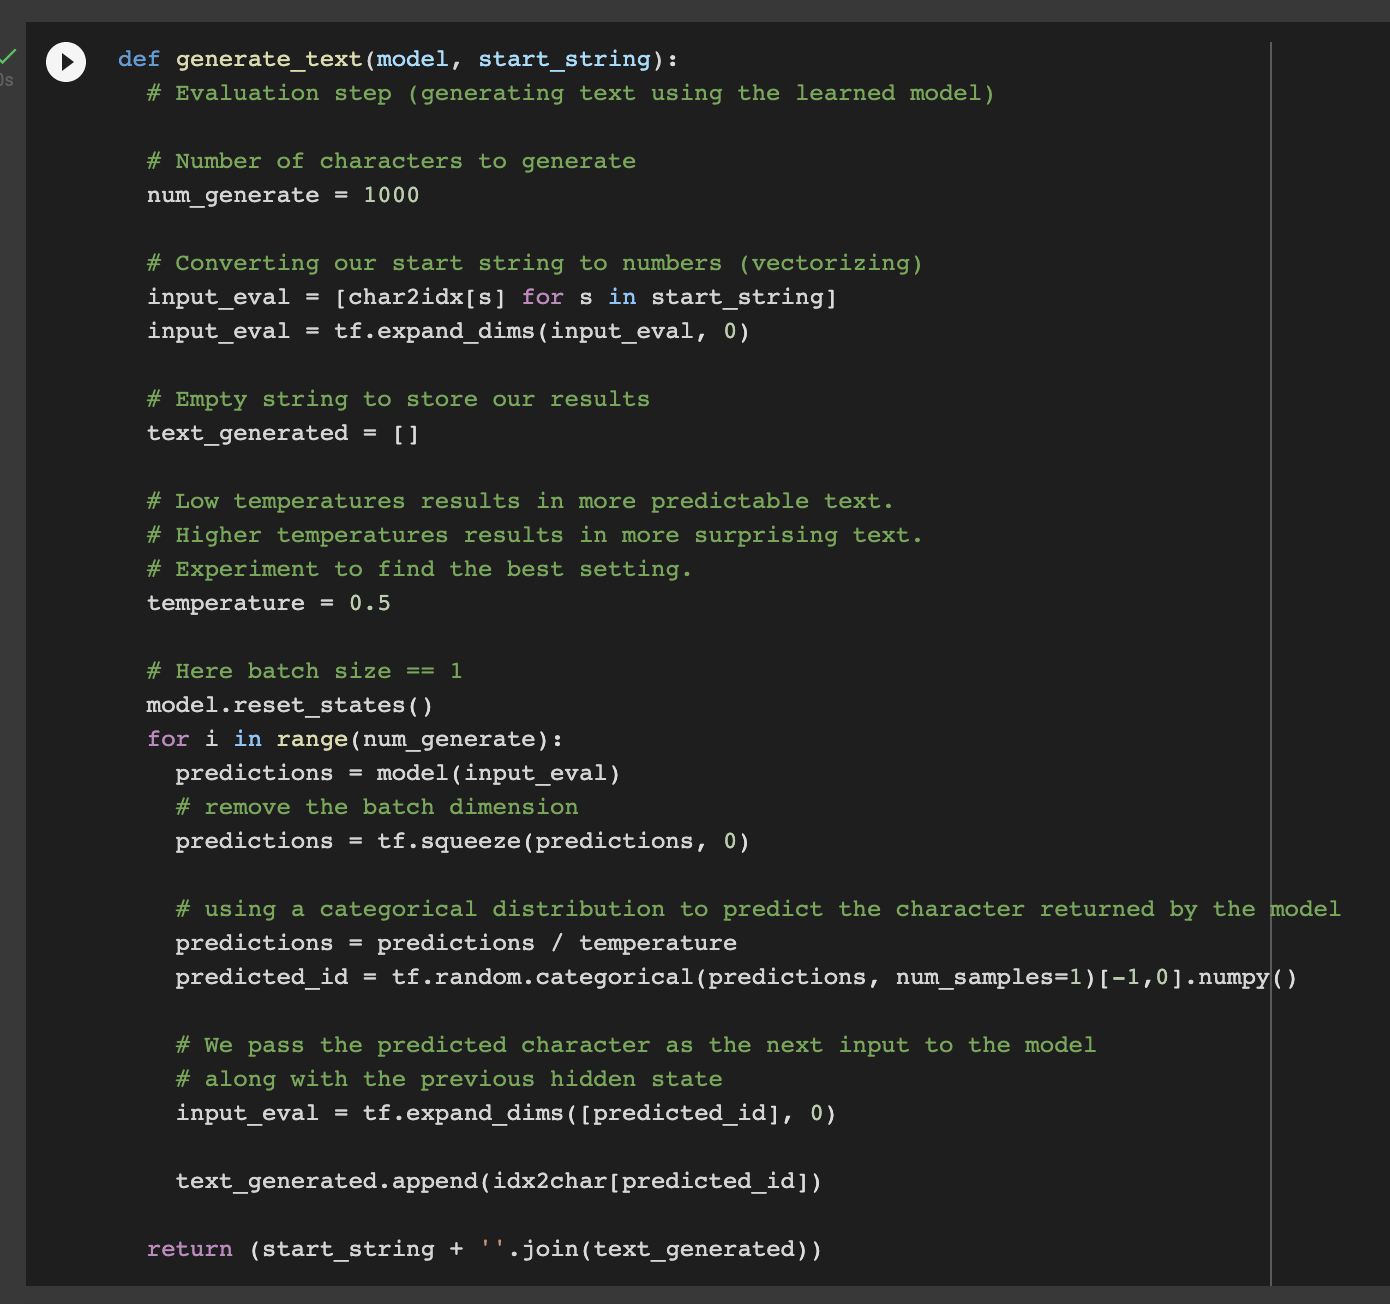 def generate_text(model, start_string):
# Evaluation step (generating text using the learned model)
# Number of characters to generate
num_generate = 1000
# Converting our start string to numbers (vectorizing)
input_eval = [char2idx[s] for s in start_string]
input_eval = tf.expand_dims(input_eval, 0)
# Empty string to store our results
text_generated = []
# Low temperatures results in more predictable text.
# Higher temperatures results in more surprising text.
# Experiment to find the best setting.
temperature = 0.5
# Here batch size == 1
model.reset_states()
for i in range(num_generate):
predictions = model(input_eval)
# remove the batch dimension
predictions = tf.squeeze(predictions, 0)
# using a categorical distribution to predict the character returned by the model
predictions = predictions / temperature
predicted_id = tf.random.categorical(predictions, num_samples=1)[-1,0].numpy()
# We pass the predicted character as the next input to the model
# along with the previous hidden state
input_eval = tf.expand_dims([predicted_id], 0)
text_generated.append(idx2char[predicted_id])
return (start_string + ''.join(text_generated))